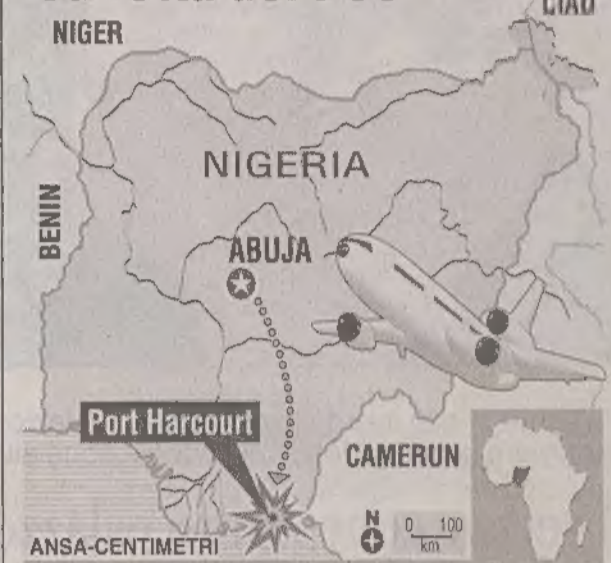 NIGER
NIGERIA
BENIN
ABUJA
Port Harcourt
CAMERUN
N
0 100
km
ANSA-CENTIMETRI